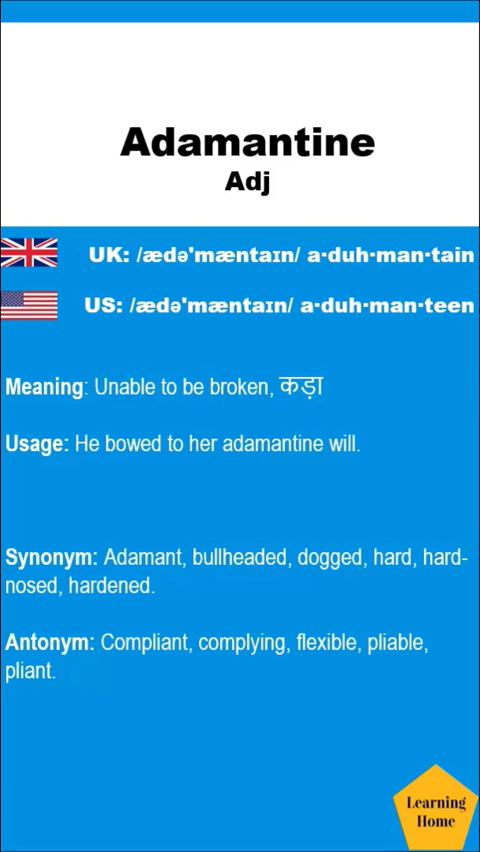 Adamantine
Adj
UK: /ædə'mæntaɪn/ a·duh·man·tain
US: /ædə'mæntaɪn/ a·duh·man·teen
Meaning: Unable to be broken, कड़ा
Usage: He bowed to her adamantine will.
Synonym: Adamant, bullheaded, dogged, hard, hard-
nosed, hardened.
Antonym: Compliant, complying, flexible, pliable,
pliant.
Learning
Home